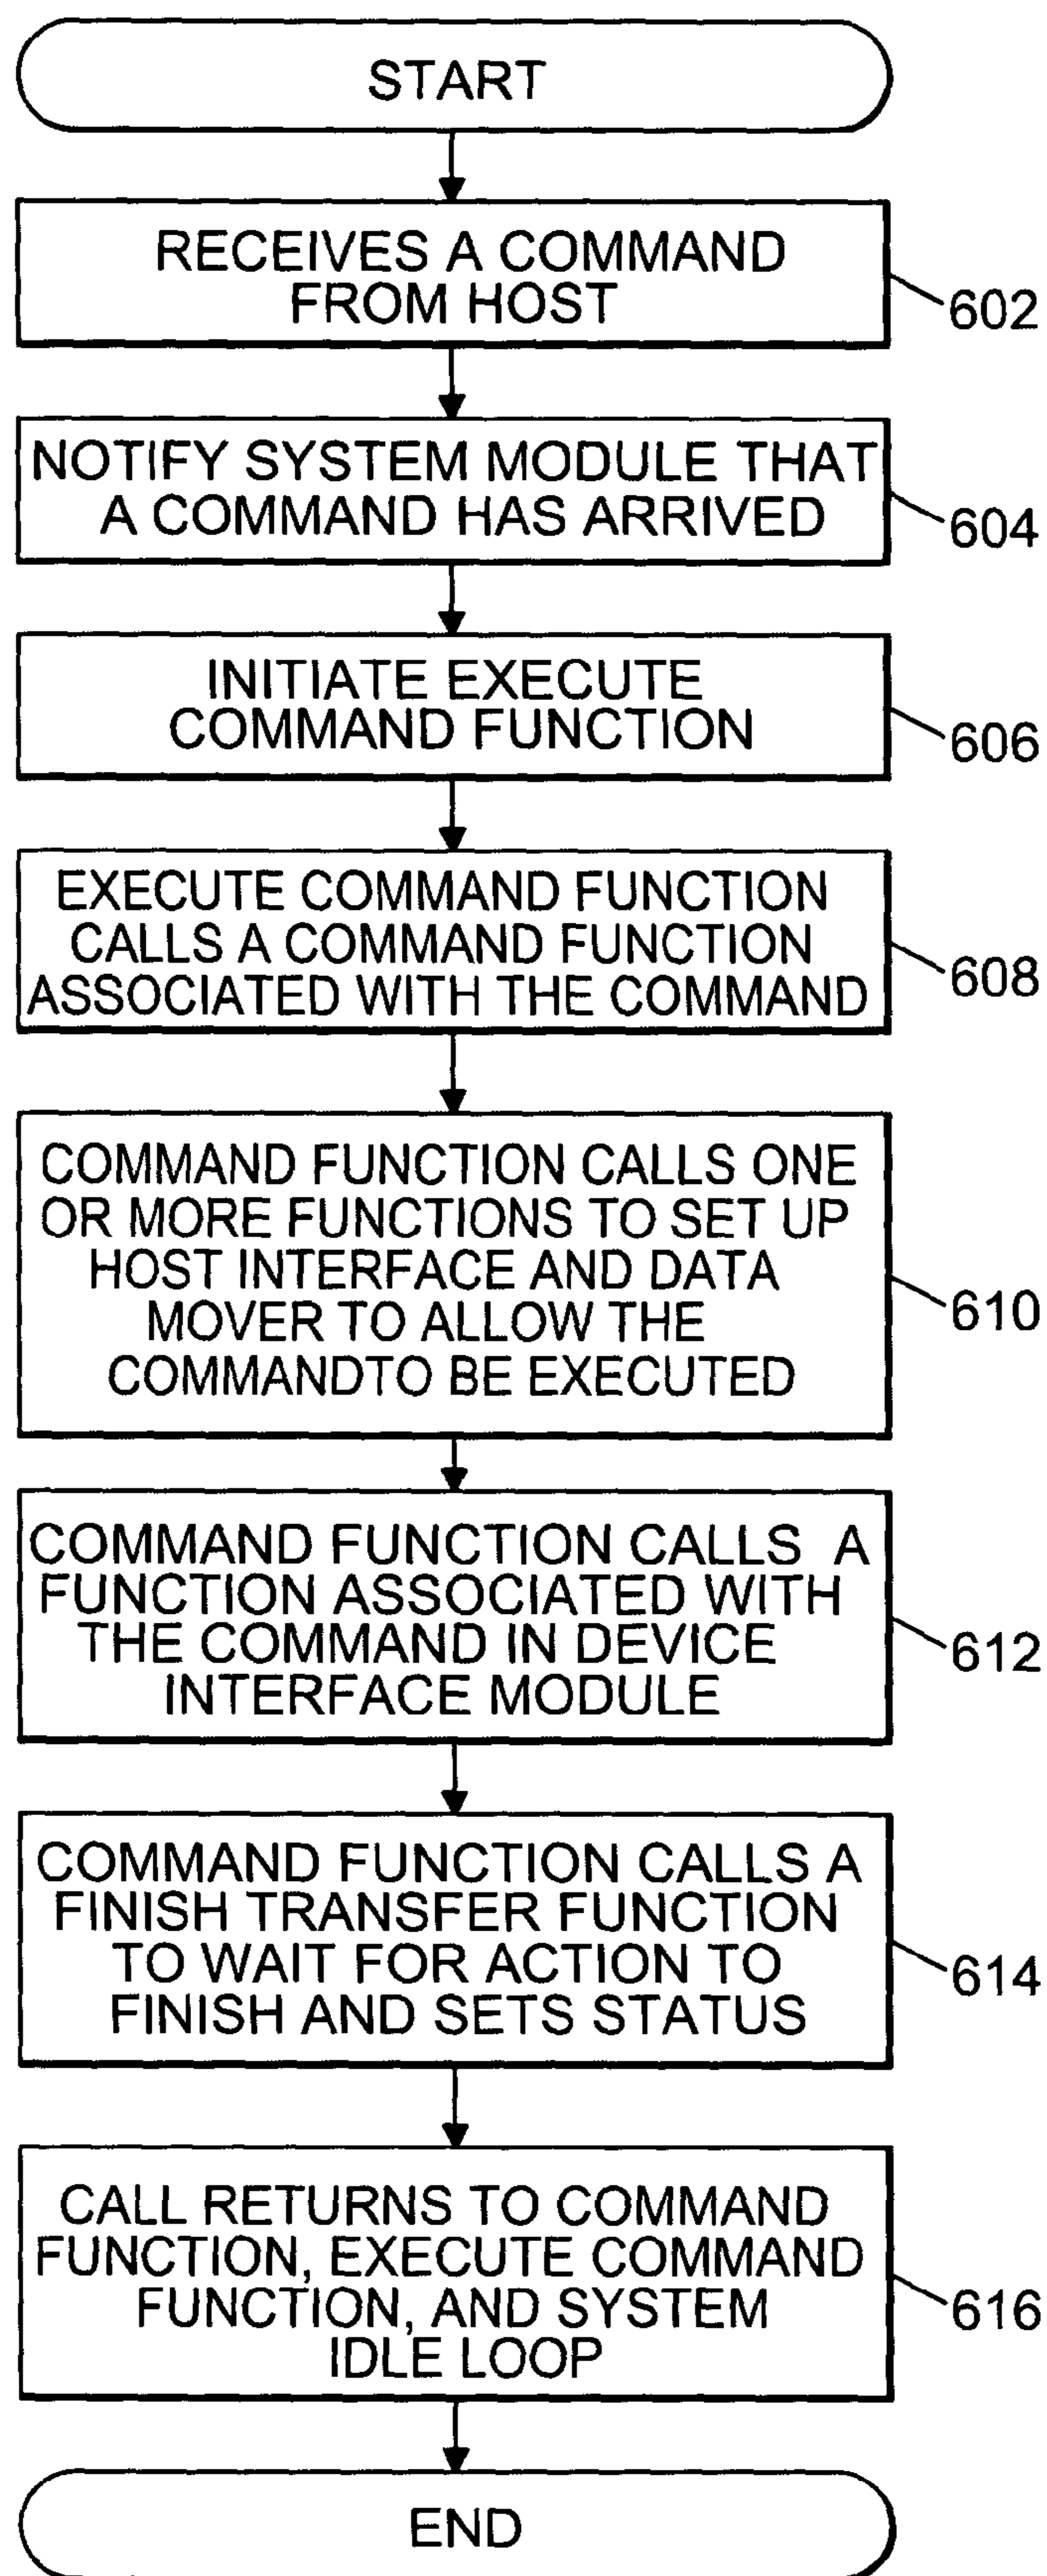 START
RECEIVES A COMMAND
FROM HOST
602
NOTIFY SYSTEM MODULE THAT
A COMMAND HAS ARRIVED
604
INITIATE EXECUTE
COMMAND FUNCTION
606
EXECUTE COMMAND FUNCTION
CALLS A COMMAND FUNCTION
ASSOCIATED WITH THE COMMAND
608
COMMAND FUNCTION CALLS ONE
OR MORE FUNCTIONS TO SET UP
HOST INTERFACE AND DATA
MOVER TO ALLOW THE
COMMANDTO BE EXECUTED
610
COMMAND FUNCTION CALLS A
FUNCTION ASSOCIATED WITH
THE COMMAND IN DEVICE
INTERFACE MODULE
612
COMMAND FUNCTION CALLS A
FINISH TRANSFER FUNCTION
TO WAIT FOR ACTION TO
FINISH AND SETS STATUS
614
CALL RETURNS TO COMMAND
FUNCTION, EXECUTE COMMAND
FUNCTION, AND SYSTEM
IDLE LOOP
616
END